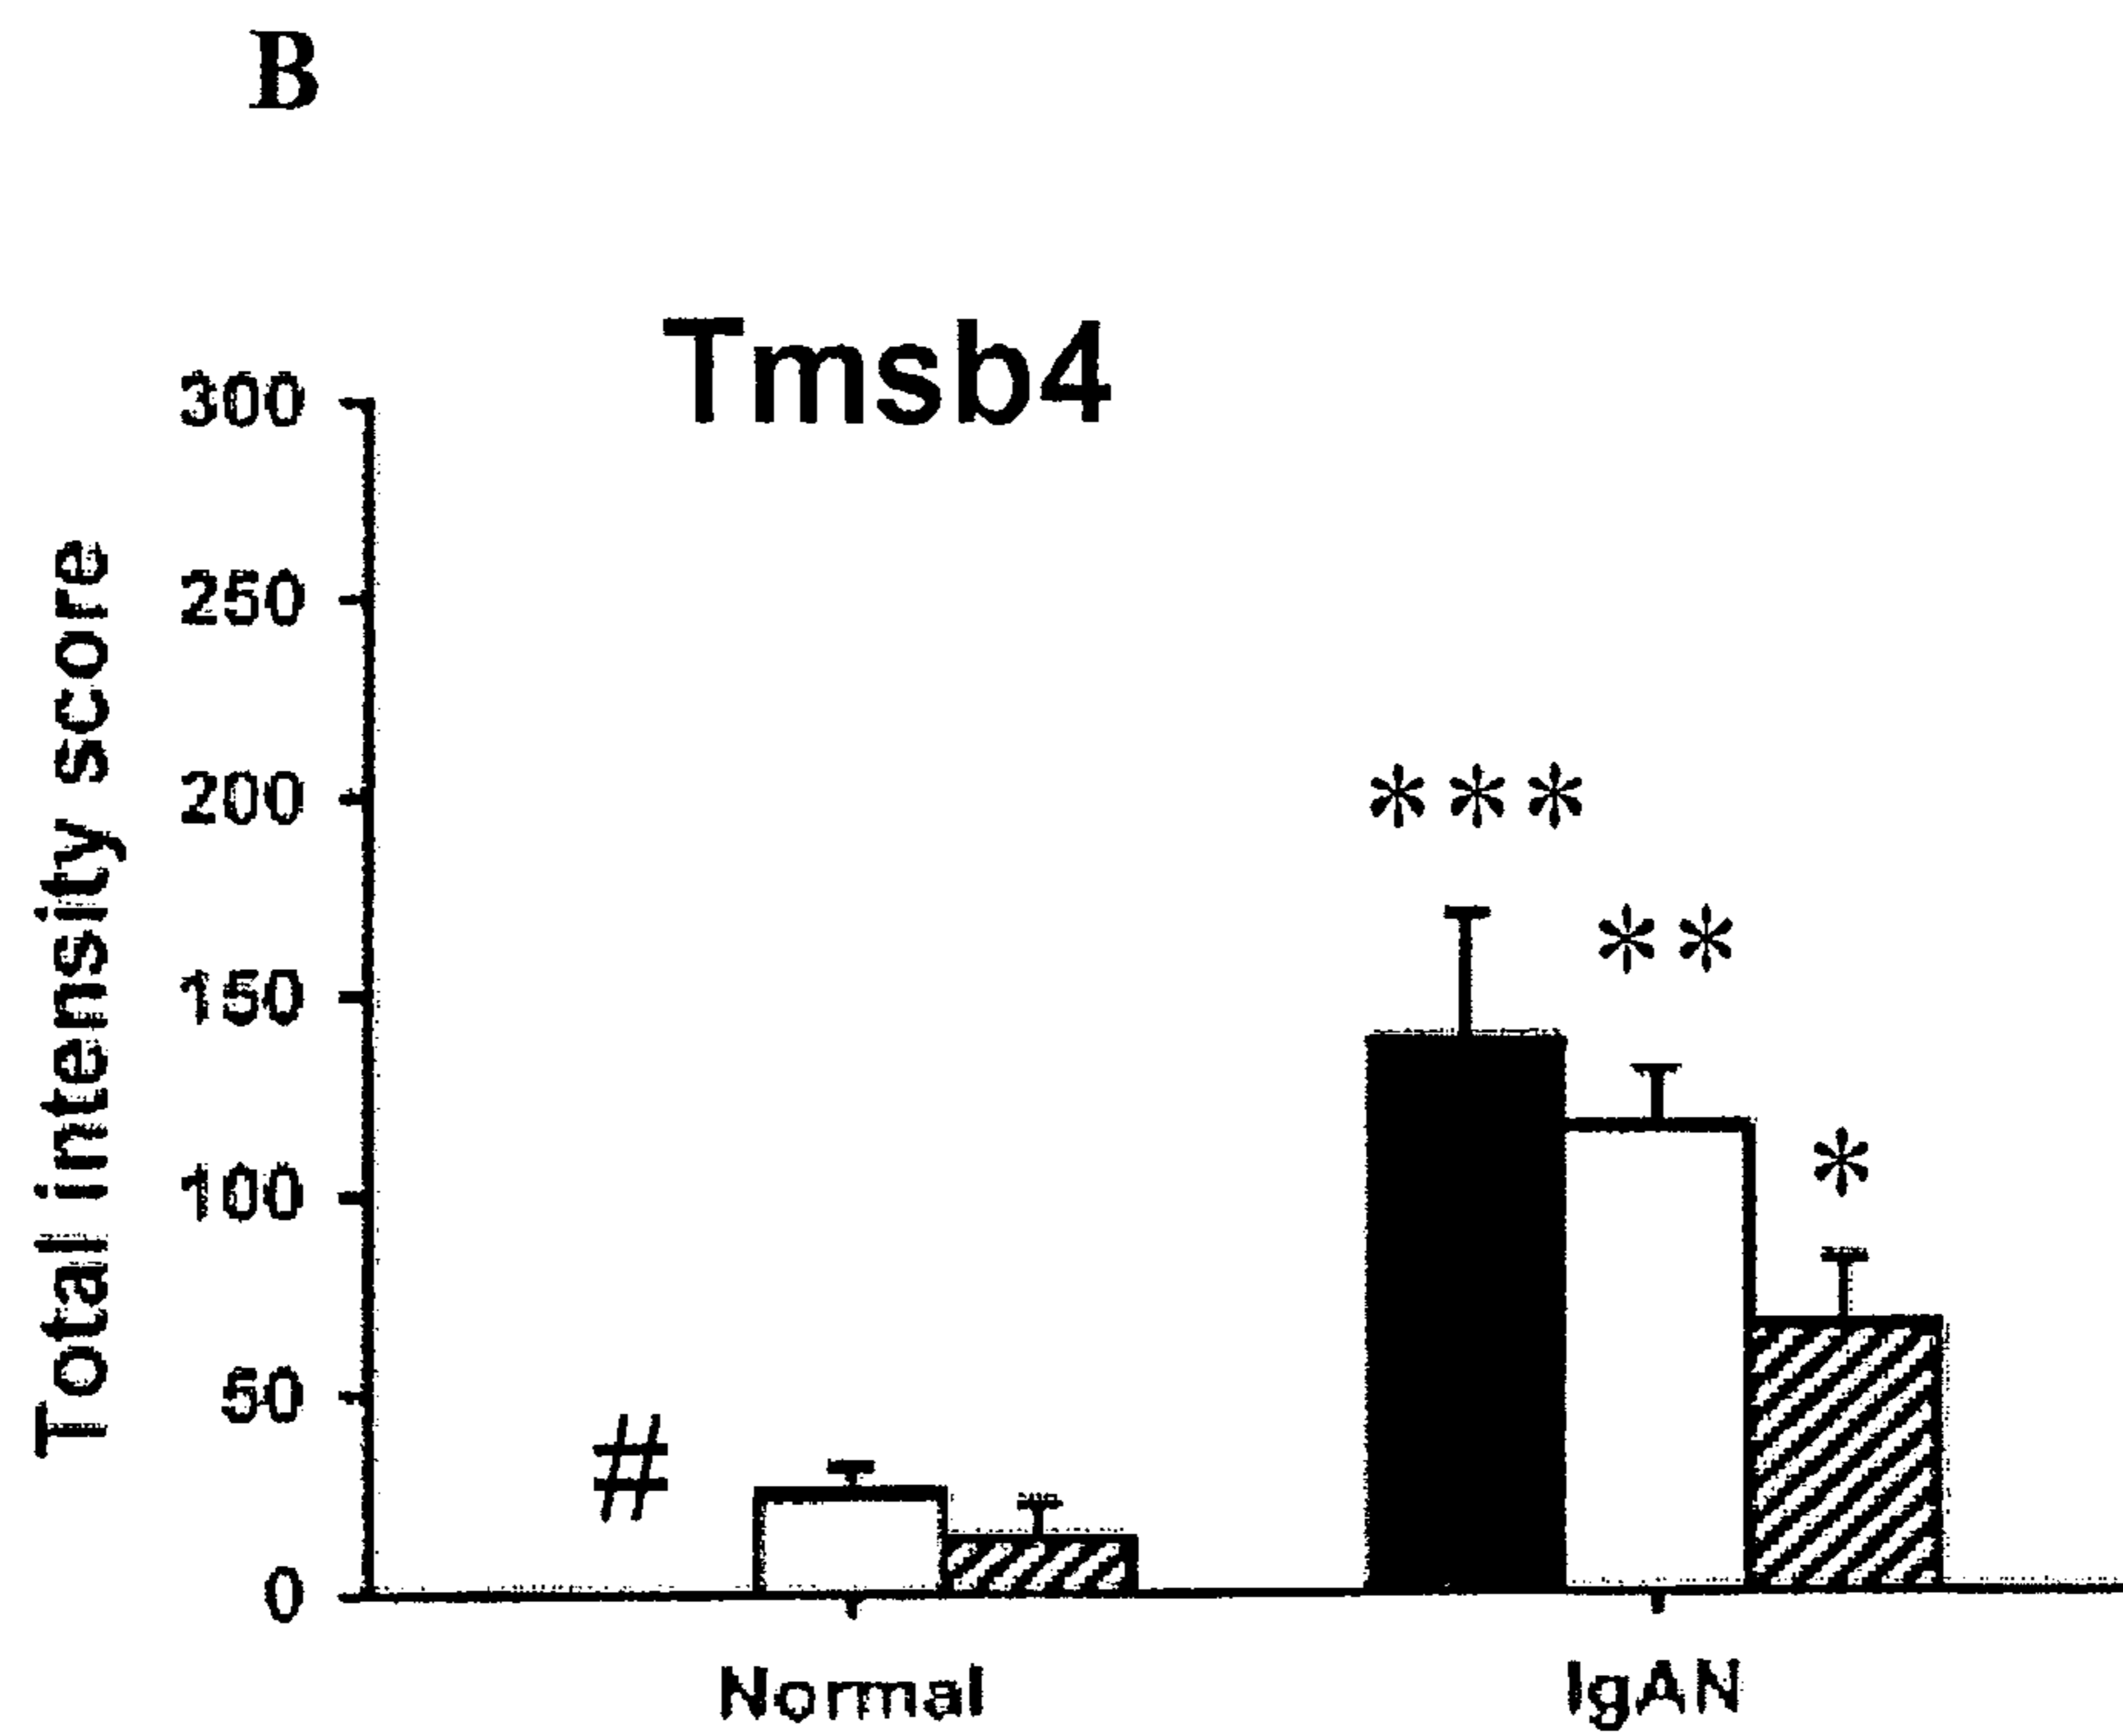 B
Tmsb4
Total intensity score
300
250
200
150
100
50
0
***
**
*
#
Normal
IgAN